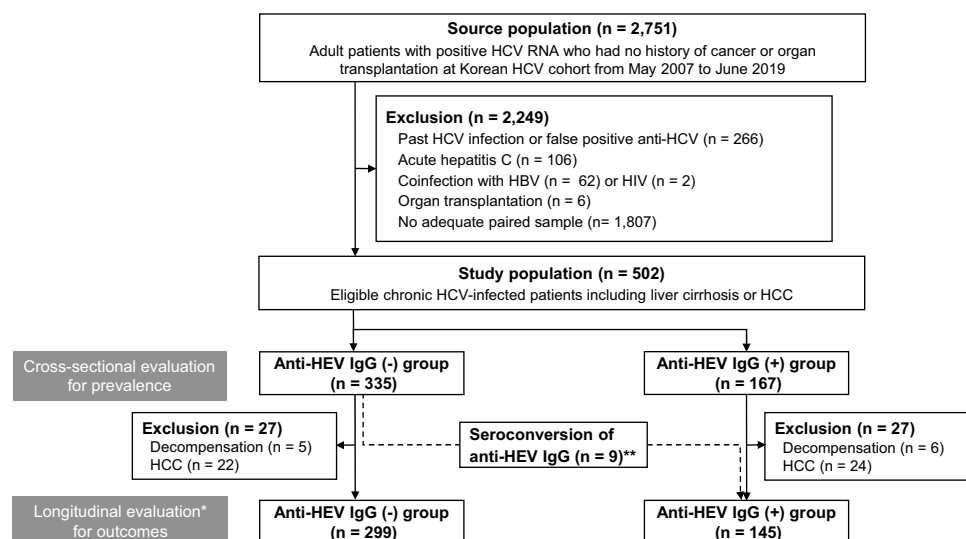 Source population (n = 2,751)
Adult patients with positive HCV RNA who had no history of cancer or organ
transplantation at Korean HCV cohort from May 2007 to June 2019
Exclusion (n = 2,249)
Past HCV infection or false positive anti-HCV (n = 266)
Acute hepatitis C (n = 106)
Coinfection with HBV (n = 62) or HIV (n = 2)
Organ transplantation (n = 6)
No adequate paired sample (n= 1,807)
Study population (n = 502)
Eligible chronic HCV-infected patients including liver cirrhosis or HCC
Cross-sectional evaluation
for prevalence
Anti-HEV IgG (-) group
(n = 335)
Anti-HEV IgG (+) group
(n = 167)
Exclusion (n = 27)
Decompensation (n = 5)
HCC (n = 22)
Seroconversion of
anti-HEV IgG (n = 9)**
Exclusion (n = 27)
Decompensation (n = 6)
HCC (n = 24)
Longitudinal evaluation*
for outcomes
Anti-HEV IgG (-) group
(n = 299)
Anti-HEV IgG (+) group
(n = 145)